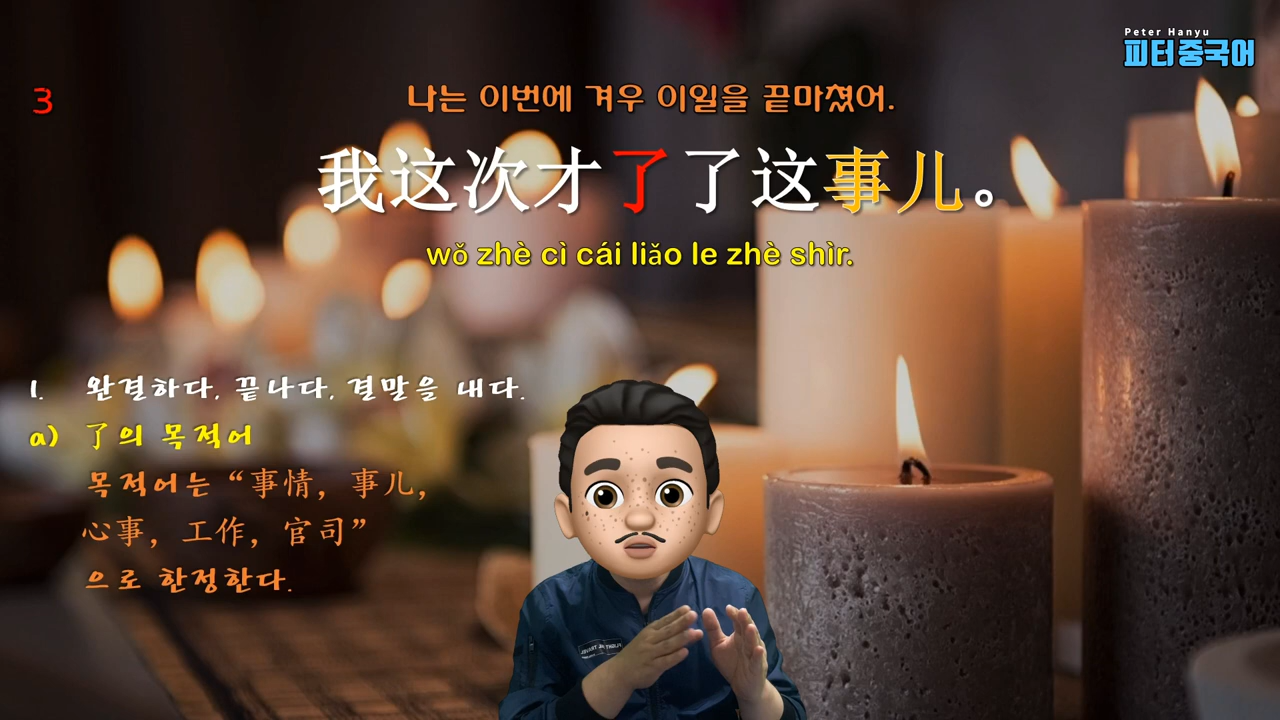 Peter Hanyu
피터 중국어
3
나는 이번에 겨우 이일을 끝마쳤어.
我这次才了了这事儿。
wǒ zhè cì cái liǎo le zhè shìr.
1. 완결하다, 끝나다, 결말을 내다.
a) 了의 목적어
목적어는 “事情，事儿，
心事，工作，官司”
으로 한정한다.